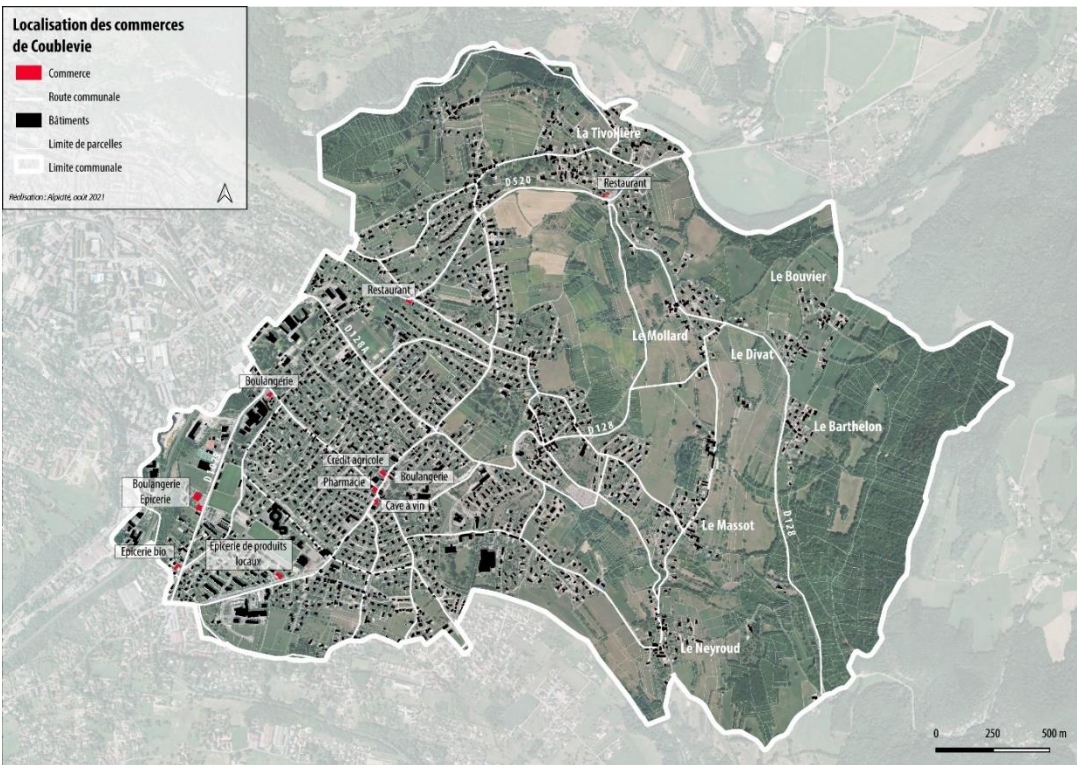 Localisation des commerces
de Coublevie
Commerce
Route communale
Bâtiments
Limite de parcelles
Limite communale
Réalisation : Alpicité, août 2021
La Tivollière
D520
Restaurant
Le Bouvier
Restaurant
Le Mollard
D128A
Le Divat
Boulangerie
Le Barthelon
D128
Crédit agricole
Boulangerie
Pharmacie
Boulangerie
Epicerie
Cave à vin
D128
Le Massot
Epicerie bio
Epicerie de produits
locaux
Le Neyroud
0 250 500 m